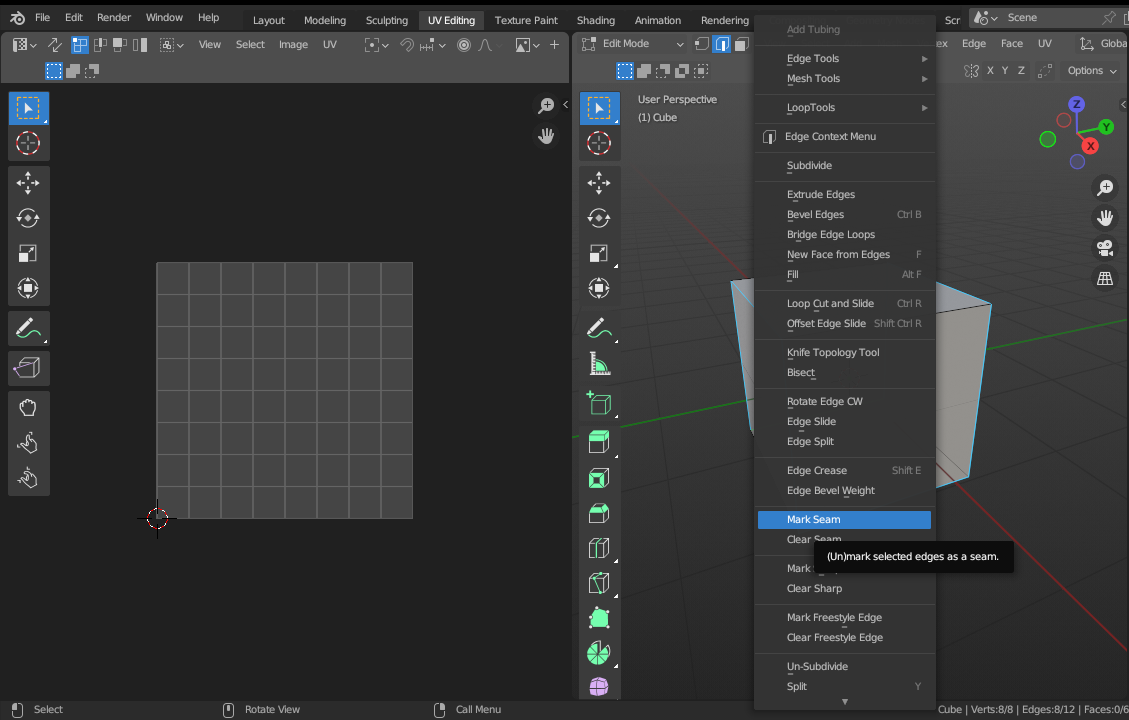 File Edit Render Window Help Layout Modeling Sculpting UV Editing Texture Paint Shading Animation Rendering Scr Scene
View Select Image UV Edit Mode ex Edge Face UV Globa
X Y Z Options
User Perspective
(1) Cube
Z
Y
X
Add Tubing
Edge Tools
Mesh Tools
LoopTools
Edge Context Menu
Subdivide
Extrude Edges
Bevel Edges Ctrl B
Bridge Edge Loops
New Face from Edges F
Fill Alt F
Loop Cut and Slide Ctrl R
Offset Edge Slide Shift Ctrl R
Knife Topology Tool
Bisect
Rotate Edge CW
Edge Slide
Edge Split
Edge Crease Shift E
Edge Bevel Weight
Mark Seam
Clear Seam
(Un)mark selected edges as a seam.
Mark
Clear Sharp
Mark Freestyle Edge
Clear Freestyle Edge
Un-Subdivide
Split Y
Select Rotate View Call Menu Cube | Verts:8/8 | Edges:8/12 | Faces:0/6